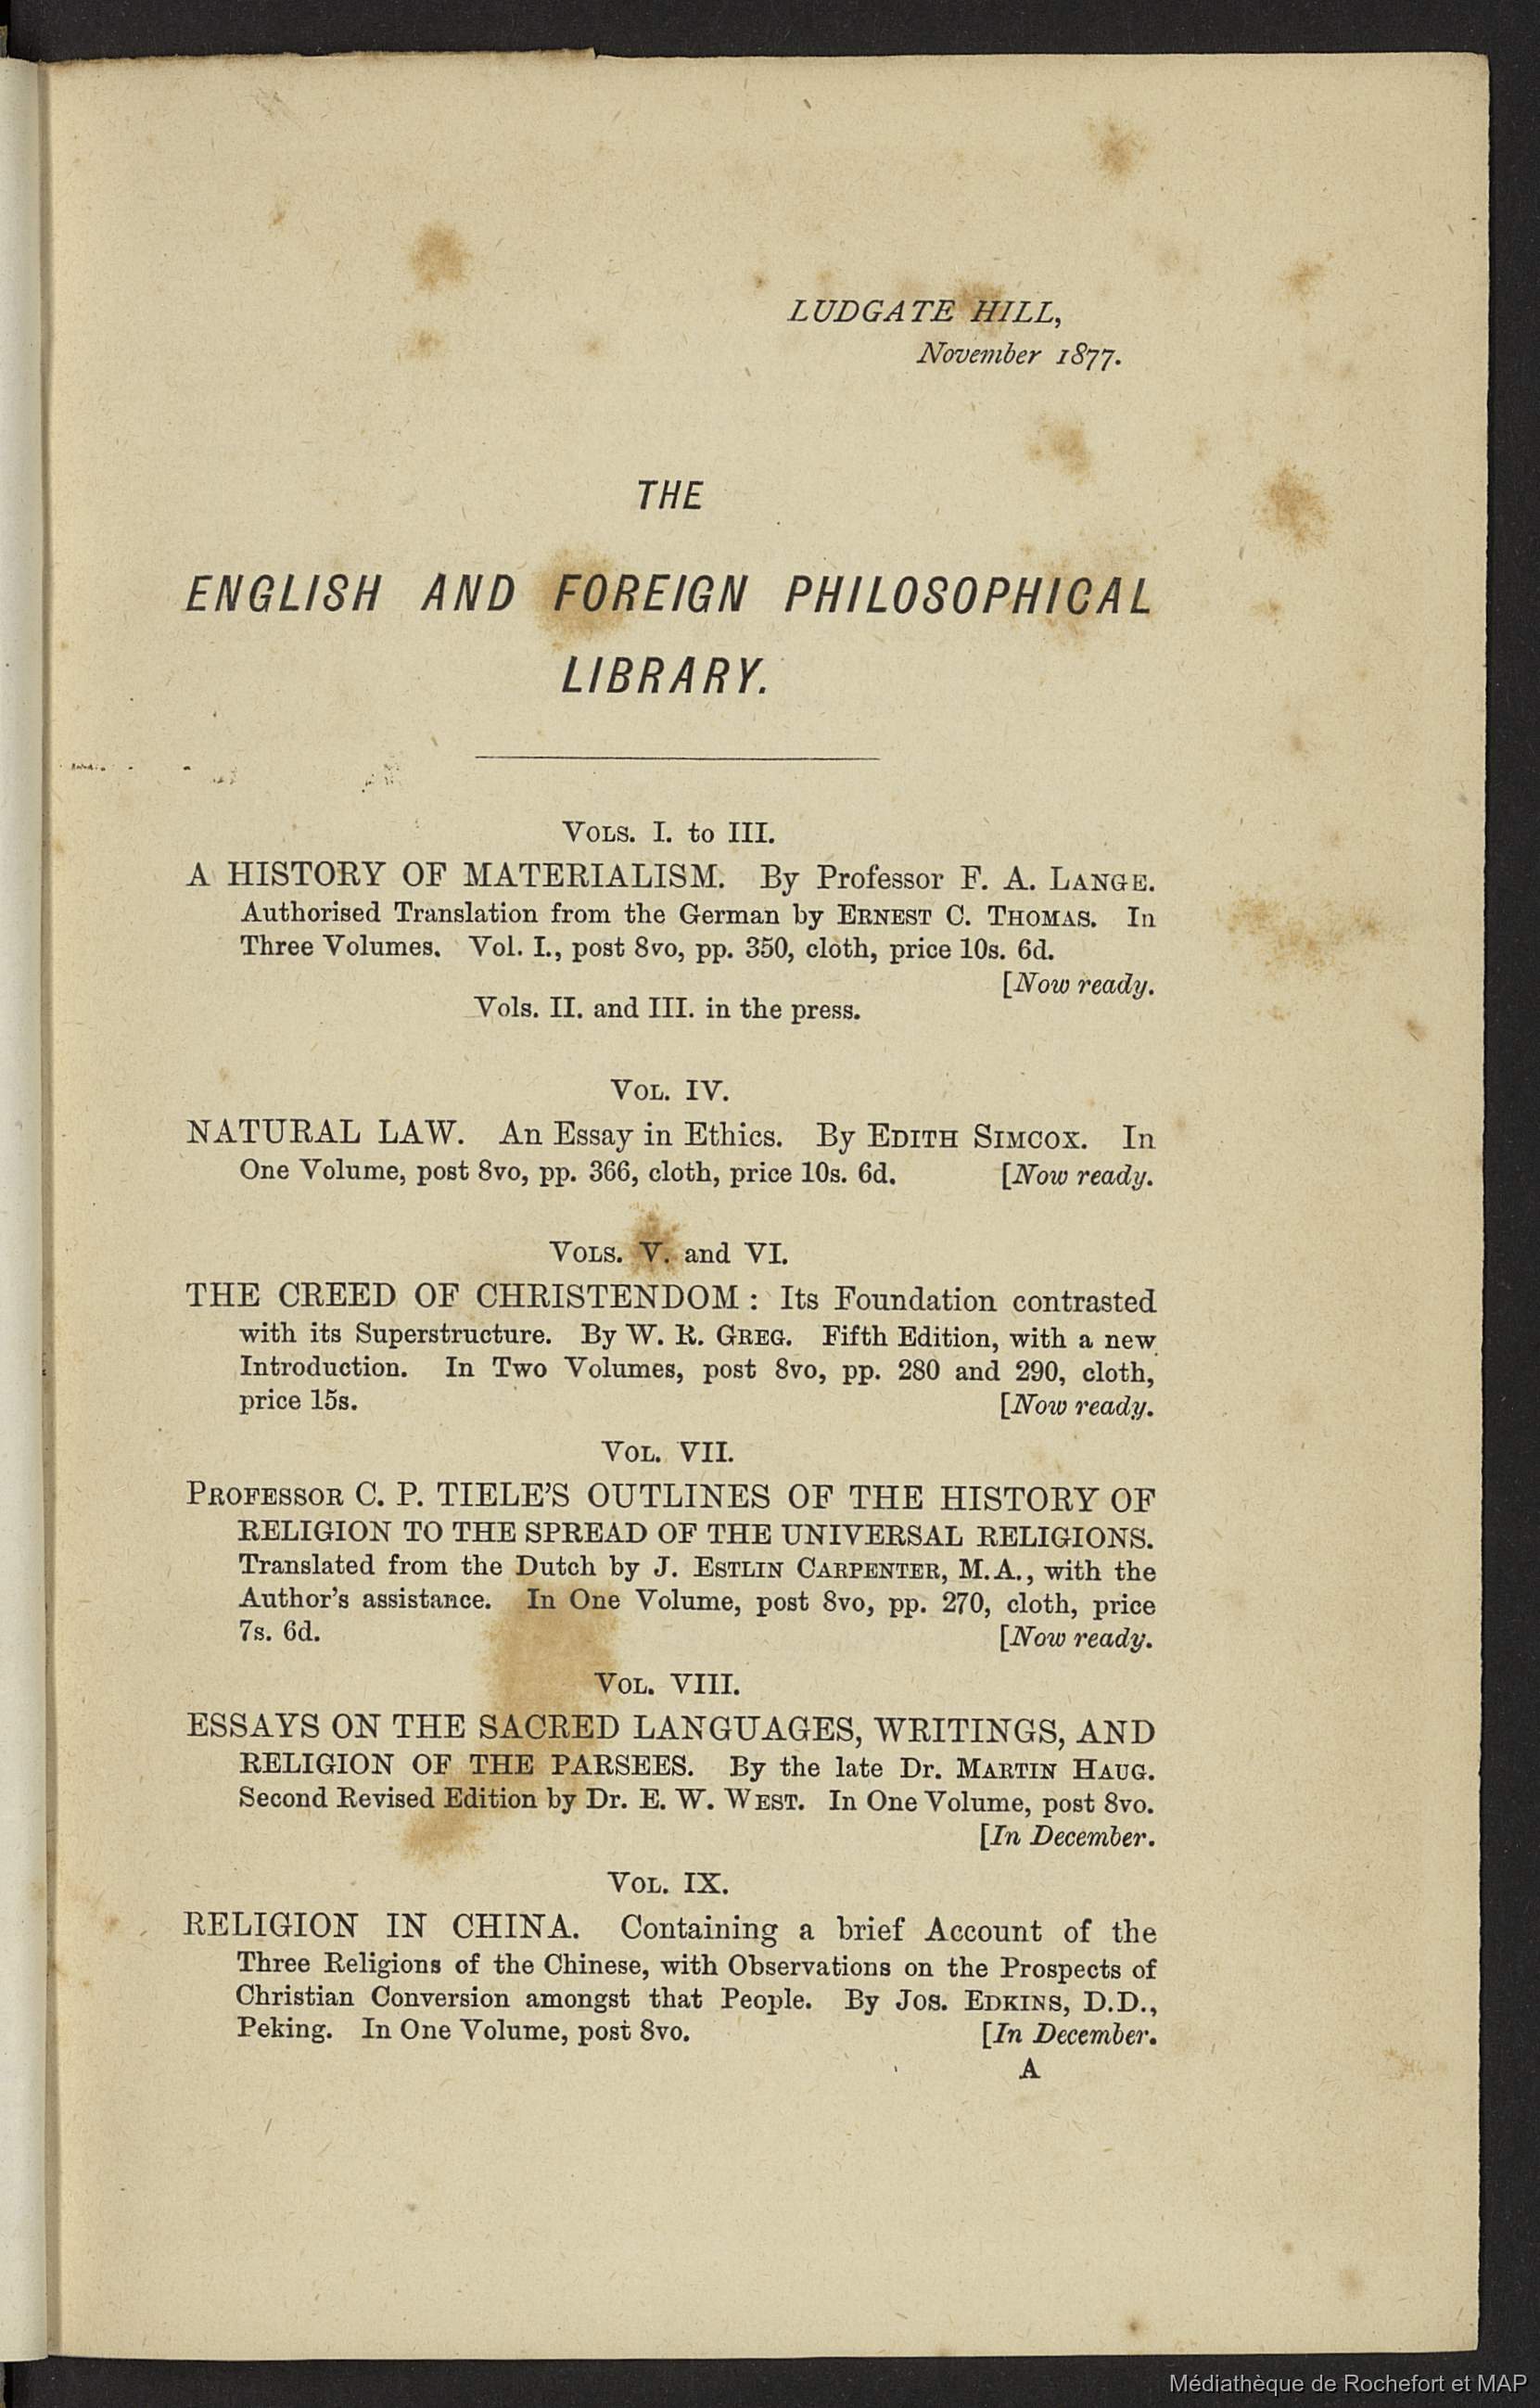 LUDGATE HILL,
November 1877.
THE
ENGLISH AND FOREIGN PHILOSOPHICAL
LIBRARY.
VOLS. I. to III.
A HISTORY OF MATERIALISM. By Professor F. A. LANGE.
Authorised Translation from the German by ERNEST C. THOMAS. In
Three Volumes. Vol. I., post 8vo, pp. 350, cloth, price 10s. 6d.
[Now ready.
Vols. II. and III. in the press.
VOL. IV.
NATURAL LAW. An Essay in Ethics. By EDITH SIMCOX. In
One Volume, post 8vo, pp. 366, cloth, price 10s. 6d. [Now ready.
VOLS. V. and VI.
THE CREED OF CHRISTENDOM: Its Foundation contrasted
with its Superstructure. By W. R. GREG. Fifth Edition, with a new
Introduction. In Two Volumes, post 8vo, pp. 280 and 290, cloth,
price 15s. [Now ready.
VOL. VII.
PROFESSOR C. P. TIELE'S OUTLINES OF THE HISTORY OF
RELIGION TO THE SPREAD OF THE UNIVERSAL RELIGIONS.
Translated from the Dutch by J. ESTLIN CARPENTER, M.A., with the
Author's assistance. In One Volume, post 8vo, pp. 270, cloth, price
7s. 6d. [Now ready.
VOL. VIII.
ESSAYS ON THE SACRED LANGUAGES, WRITINGS, AND
RELIGION OF THE PARSEES. By the late Dr. MARTIN HAUG.
Second Revised Edition by Dr. E. W. WEST. In One Volume, post 8vo.
[In December.
VOL. IX.
RELIGION IN CHINA. Containing a brief Account of the
Three Religions of the Chinese, with Observations on the Prospects of
Christian Conversion amongst that People. By JOS. EDKINS, D.D.,
Peking. In One Volume, post 8vo. [In December.
A
Médiathèque de Rochefort et MAP